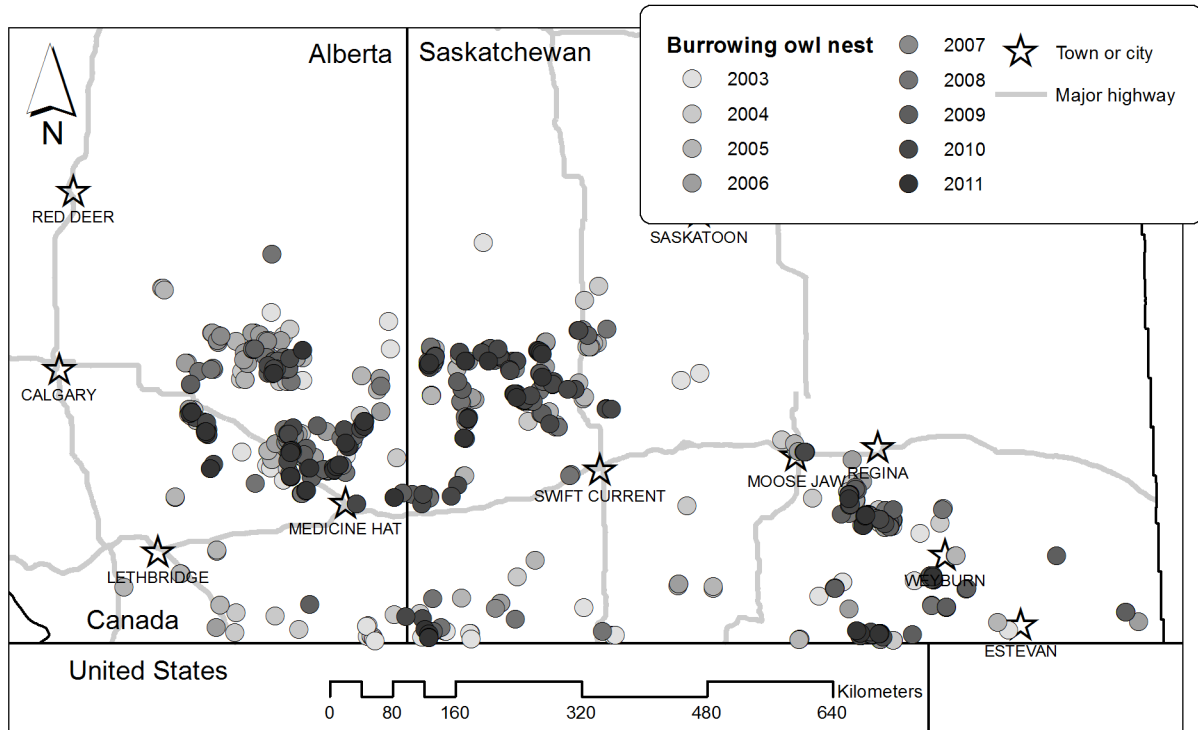 Alberta
Saskatchewan
N
RED DEER
CALGARY
LETHBRIDGE
MEDICINE HAT
SWIFT CURRENT
SASKATOON
MOOSE JAW
REGINA
WEYBURN
ESTEVAN
Canada
United States
Burrowing owl nest
2003
2004
2005
2006
2007
2008
2009
2010
2011
Town or city
Major highway
Kilometers
0 80 160 320 480 640